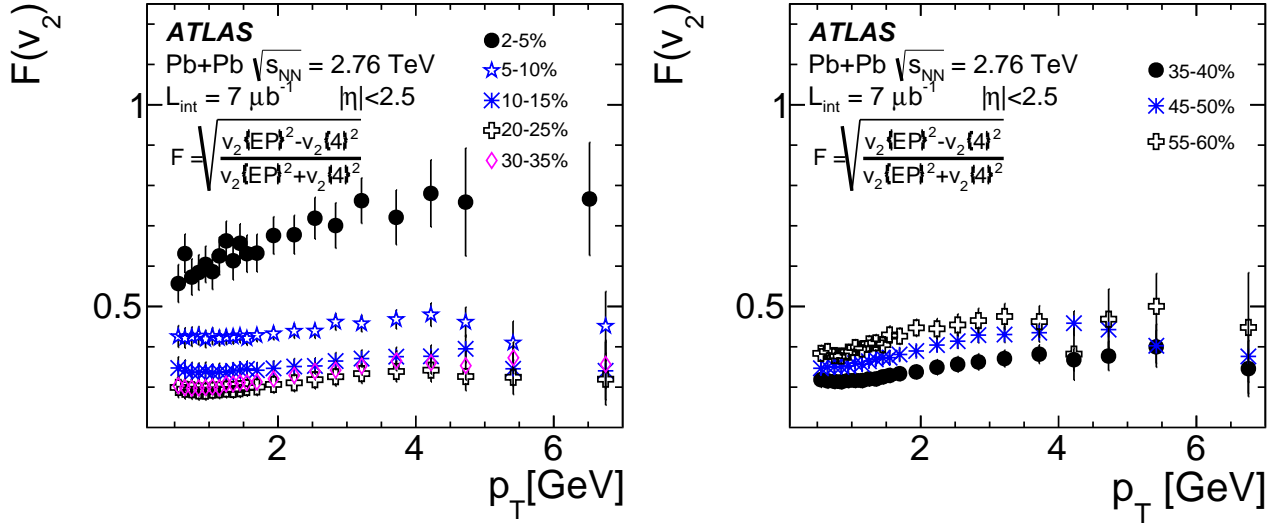 F(v2)
ATLAS
Pb+Pb √sNN = 2.76 TeV
Lint = 7 μb-1 |η|<2.5
F = √ v2{EP}2-v2{4}2
v2{EP}2+v2{4}2
2-5%
5-10%
10-15%
20-25%
30-35%
1
0.5
2 4 6
pT[GeV]
F(v2)
ATLAS
Pb+Pb √sNN = 2.76 TeV
Lint = 7 μb-1 |η|<2.5
F = √ v2{EP}2-v2{4}2
v2{EP}2+v2{4}2
35-40%
45-50%
55-60%
1
0.5
2 4 6
pT [GeV]